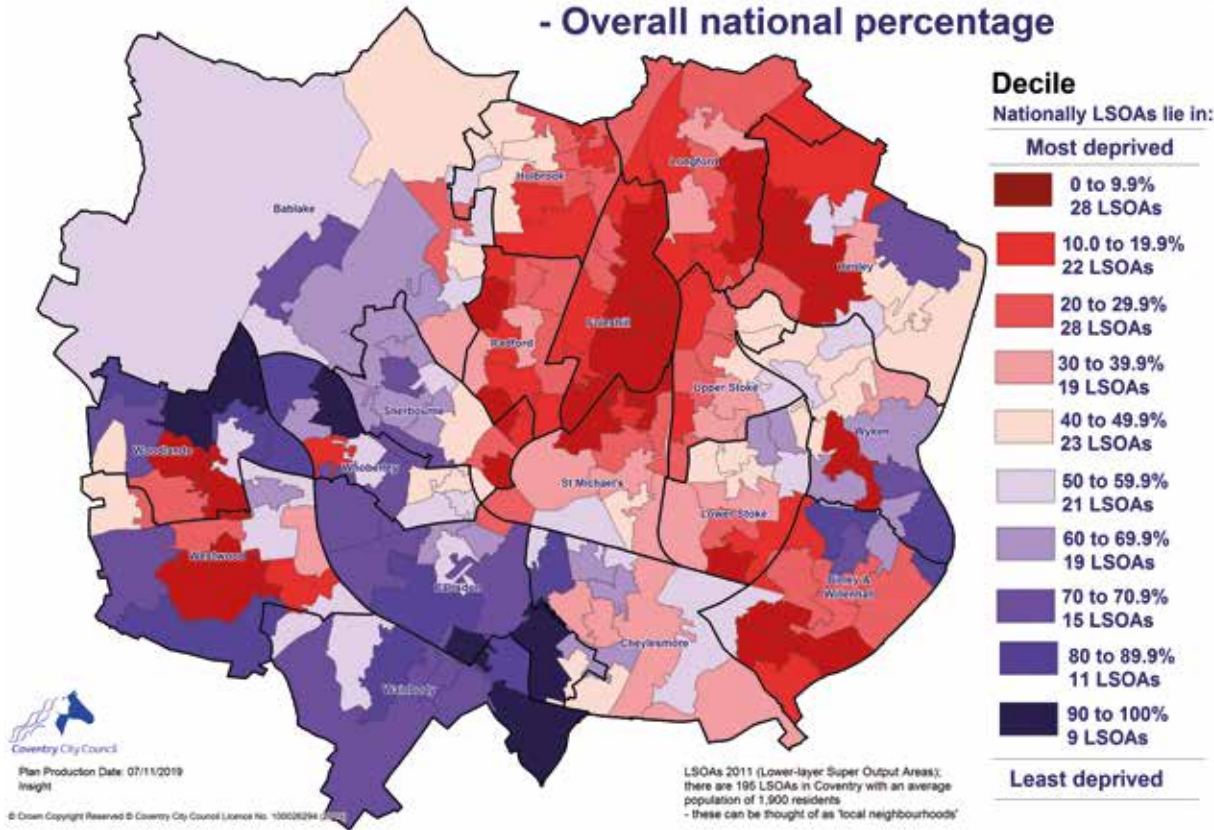 - Overall national percentage
Decile
Nationally LSOAs lie in:
Most deprived
0 to 9.9%
28 LSOAs
10.0 to 19.9%
22 LSOAs
20 to 29.9%
28 LSOAs
30 to 39.9%
19 LSOAs
40 to 49.9%
23 LSOAs
50 to 59.9%
21 LSOAs
60 to 69.9%
19 LSOAs
70 to 70.9%
15 LSOAs
80 to 89.9%
11 LSOAs
90 to 100%
9 LSOAs
Least deprived
Longford
Holbrook
Bablake
Henley
Foleshill
Radford
Upper Stoke
Sherbourne
Wyken
Woodlands
Whoberley
St Michael's
Lower Stoke
Westwood
Earlsdon
Binley &
Willenhall
Cheylesmore
Wainbody
Coventry City Council
Plan Production Date: 07/11/2019
Insight
© Crown Copyright Reserved © Coventry City Council Licence No. 100026294
LSOAs 2011 (Lower-layer Super Output Areas);
there are 195 LSOAs in Coventry with an average
population of 1,900 residents
- these can be thought of as 'local neighbourhoods'